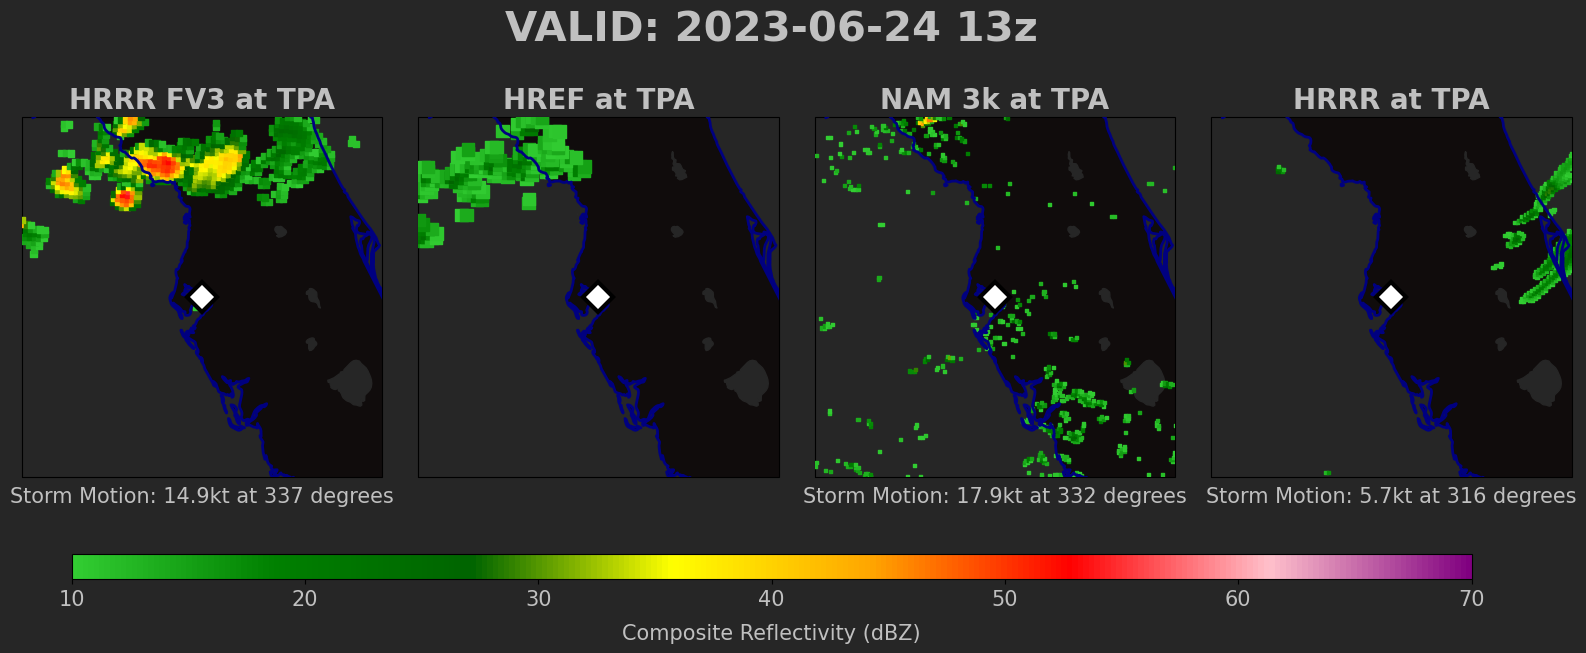 VALID: 2023-06-24 13z
HRRR FV3 at TPA
HREF at TPA
NAM 3k at TPA
HRRR at TPA
Storm Motion: 14.9kt at 337 degrees
Storm Motion: 17.9kt at 332 degrees
Storm Motion: 5.7kt at 316 degrees
10 20 30 40 50 60 70
Composite Reflectivity (dBZ)